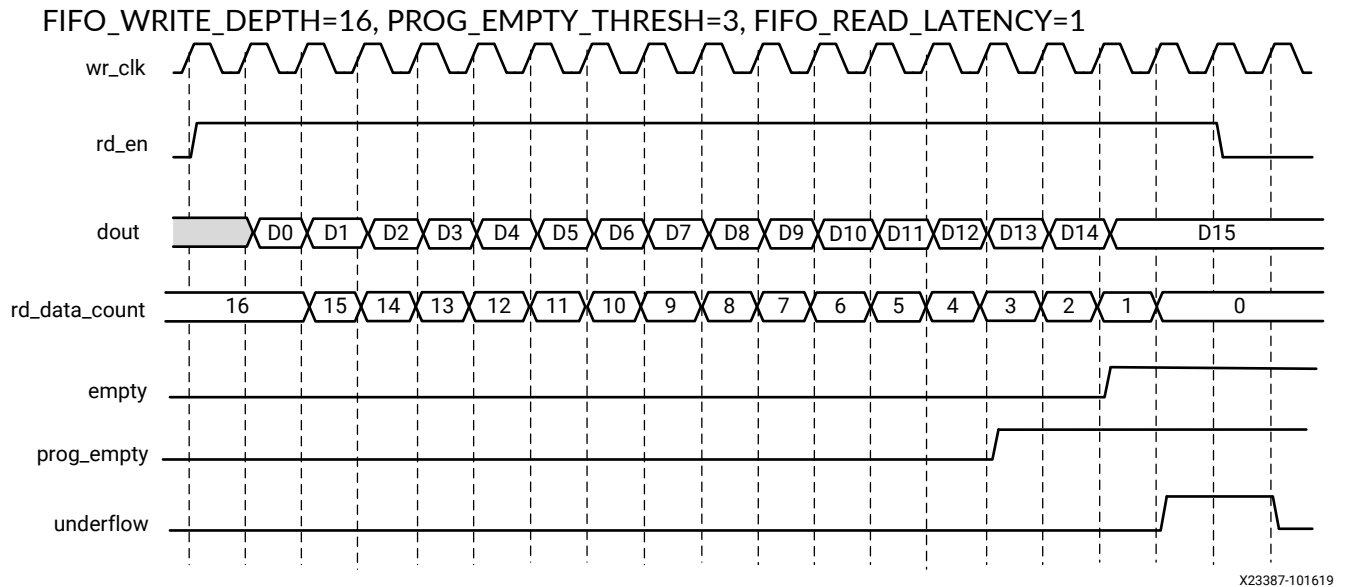 FIFO_WRITE_DEPTH=16, PROG_EMPTY_THRESH=3, FIFO_READ_LATENCY=1
wr_clk
rd_en
dout D0 D1 D2 D3 D4 D5 D6 D7 D8 D9 D10 D11 D12 D13 D14 D15
rd_data_count 16 15 14 13 12 11 10 9 8 7 6 5 4 3 2 1 0
empty
prog_empty
underflow
X23387-101619